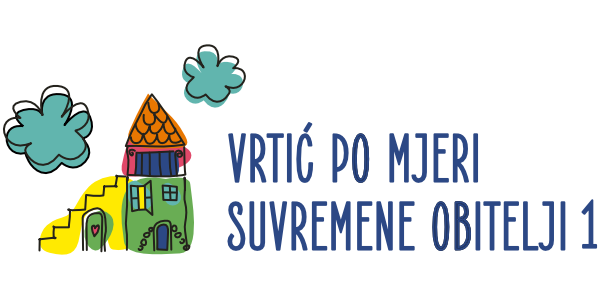 VRTIĆ PO MJERI
SUVREMENE OBITELJI 1